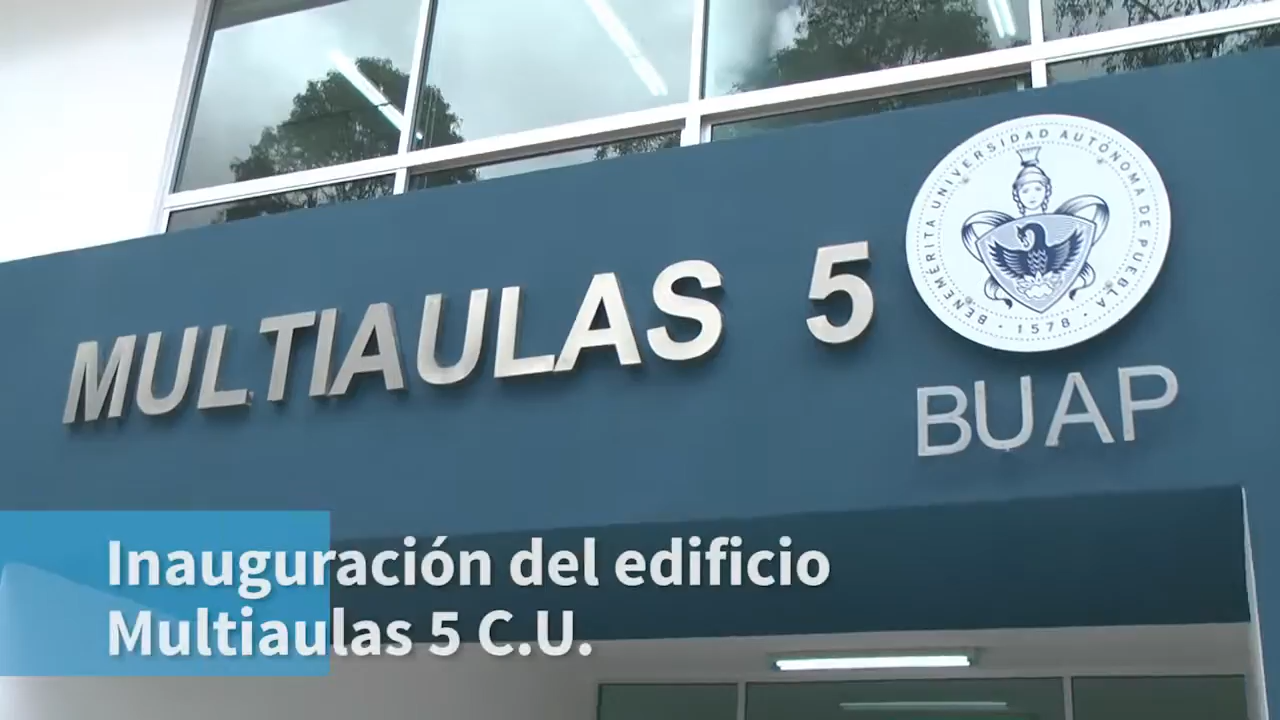 MULTIAULAS 5
BENEMÉRITA UNIVERSIDAD AUTÓNOMA DE PUEBLA
· 1578 ·
BUAP
Inauguración del edificio
Multiaulas 5 C.U.